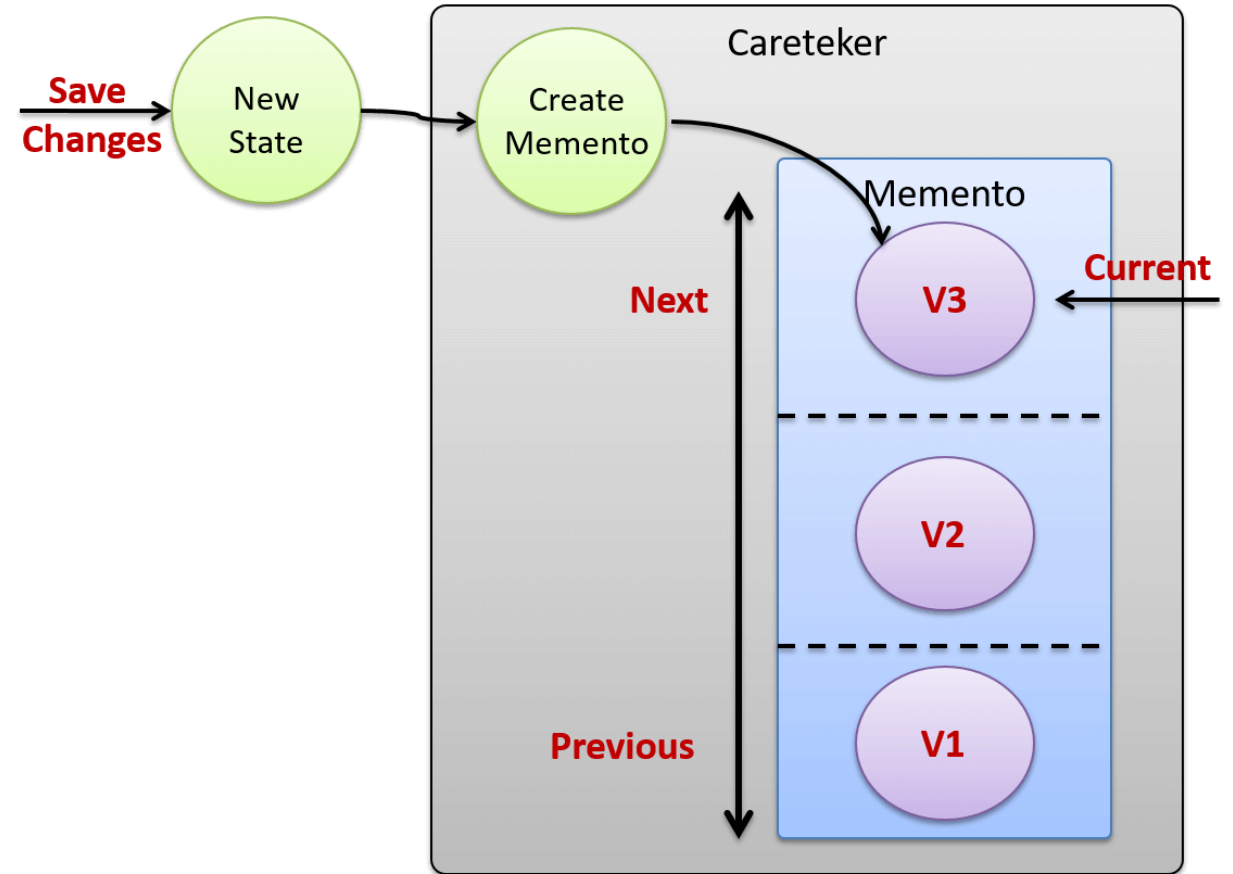 Careteker
Save
Changes
New
State
Create
Memento
Memento
Next
V3
Current
V2
Previous
V1